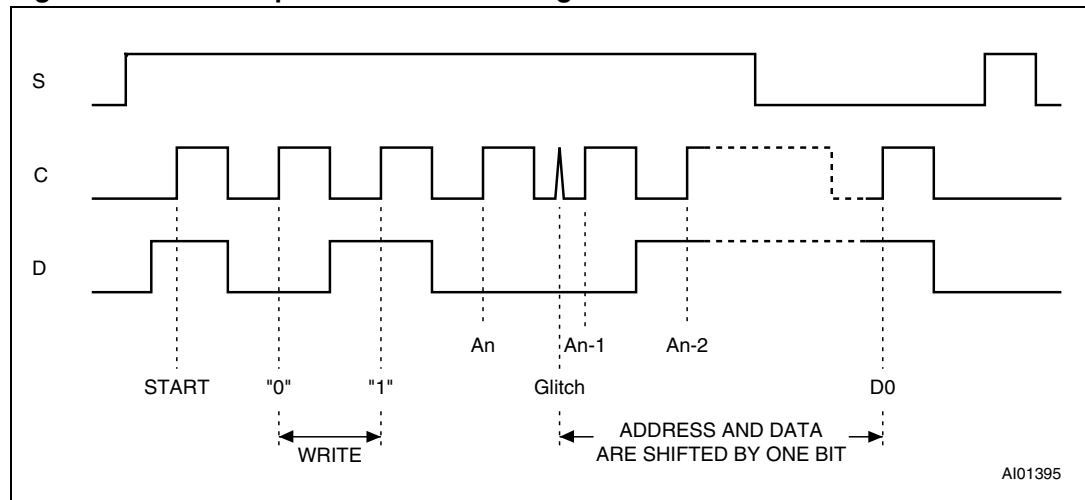 S
C
D
An An-1 An-2
START "0" "1" Glitch D0
WRITE
ADDRESS AND DATA
ARE SHIFTED BY ONE BIT
AI01395